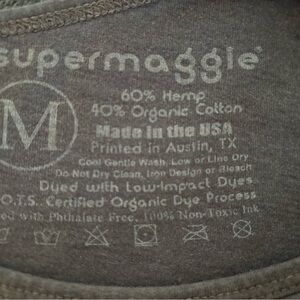 supermaggie
60% Hemp
40% Organic Cotton
M
Made in the USA
Printed in Austin, TX
Cool Gentle Wash, Low or Line Dry
Do Not Dry Clean, Iron Design or Bleach
Dyed with Low-Impact Dyes
O.T.S. Certified Organic Dye Process
with Phthalate Free, 100% Non-Toxic Ink